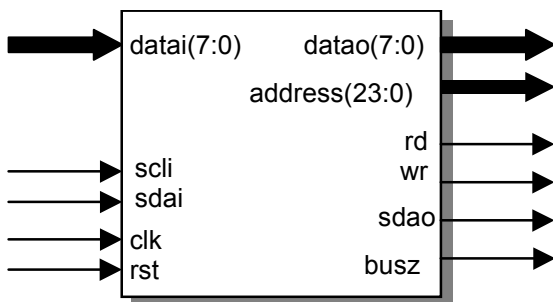 datai(7:0) datao(7:0)
address(23:0)
rd
scli wr
sdai
sdao
clk
rst busz